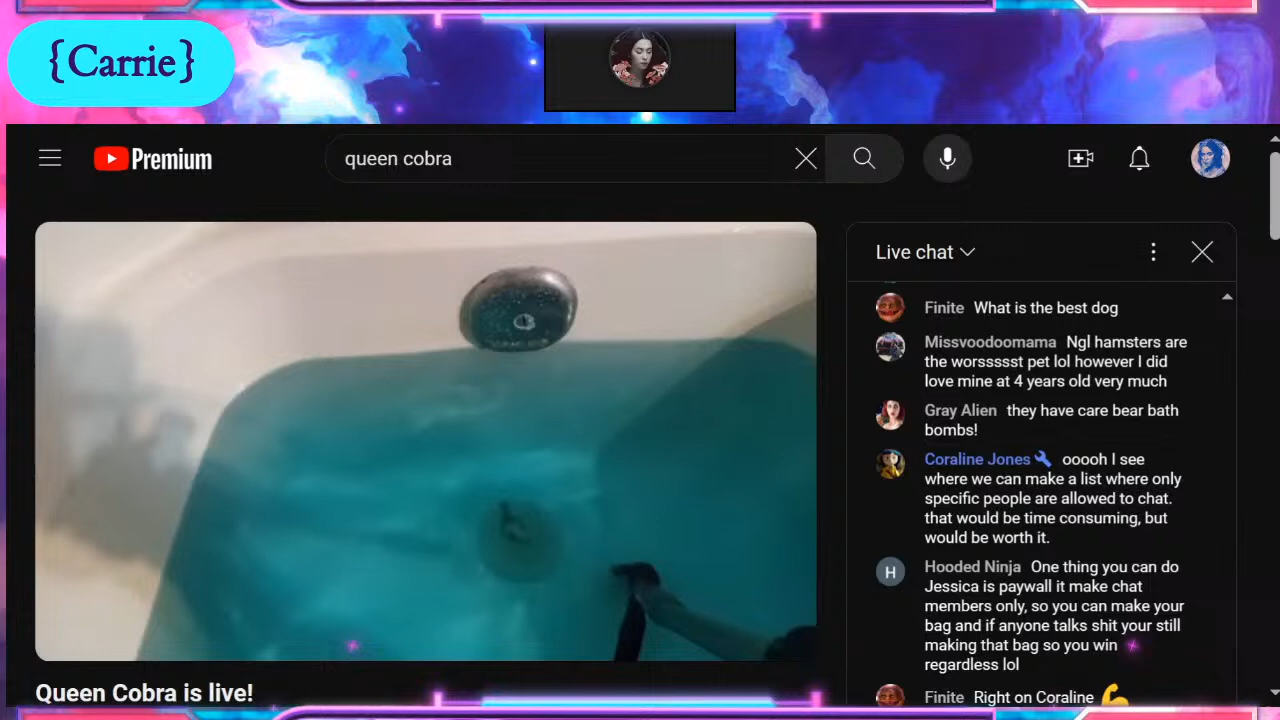 {Carrie}
Premium
queen cobra
Live chat
Finite What is the best dog
Missvoodoomama Ngl hamsters are
the worssssst pet lol however I did
love mine at 4 years old very much
Gray Alien they have care bear bath
bombs!
Coraline Jones ooooh I see
where we can make a list where only
specific people are allowed to chat.
that would be time consuming, but
would be worth it.
H
Hooded Ninja One thing you can do
Jessica is paywall it make chat
members only, so you can make your
bag and if anyone talks shit your still
making that bag so you win
regardless lol
Finite Right on Coraline 💪
Queen Cobra is live!